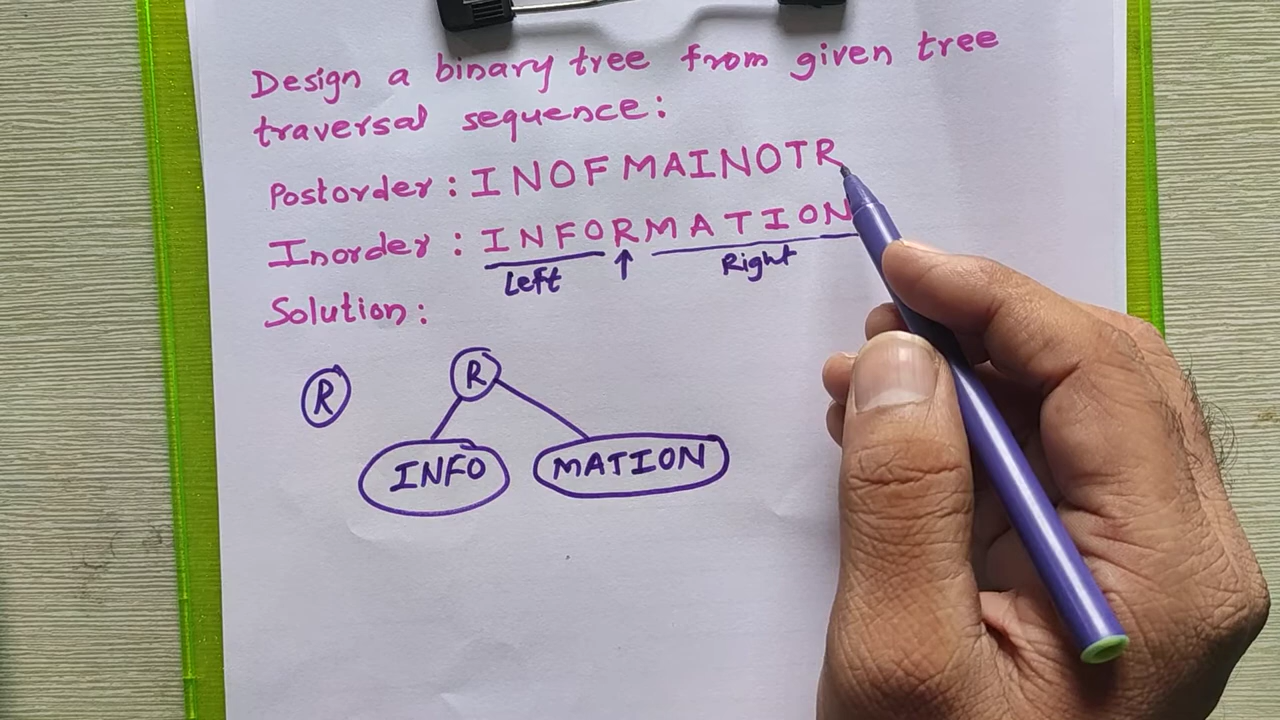 Design a binary tree from given tree
traversal sequence:
Postorder : INOFMAINOTR
Inorder : INFORMATION
Left ↑ Right
Solution:
R
R
INFO MATION